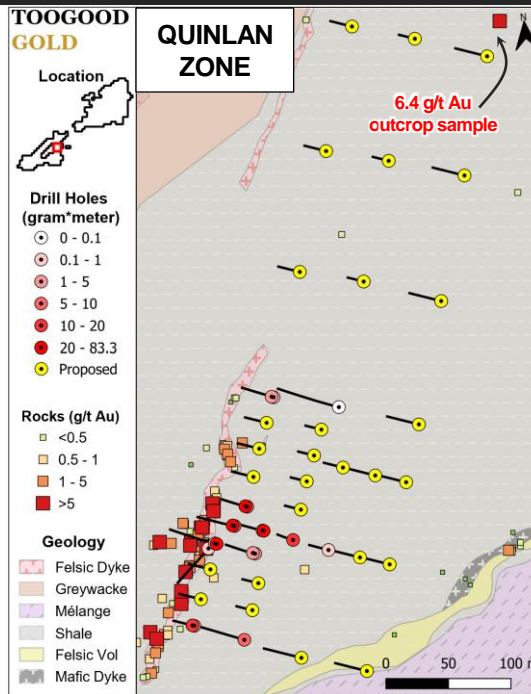 TOOGOOD
GOLD
QUINLAN
ZONE
N
Location
6.4 g/t Au
outcrop sample
Drill Holes
(gram*meter)
0 - 0.1
0.1 - 1
1 - 5
5 - 10
10 - 20
20 - 83.3
Proposed
Rocks (g/t Au)
<0.5
0.5 - 1
1 - 5
>5
Geology
Felsic Dyke
Greywacke
Mélange
Shale
Felsic Vol
Mafic Dyke
0 50 100 m